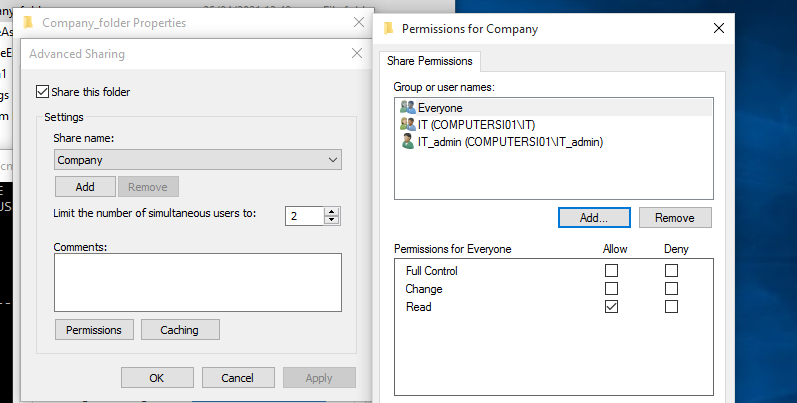 Company_folder Properties
Advanced Sharing
Share this folder
Settings
Share name:
Company
Add Remove
Limit the number of simultaneous users to: 2
Comments:
Permissions Caching
OK Cancel Apply
Permissions for Company
Share Permissions
Group or user names:
Everyone
IT (COMPUTERSI01\IT)
IT_admin (COMPUTERSI01\IT_admin)
Add... Remove
Permissions for Everyone Allow Deny
Full Control
Change
Read